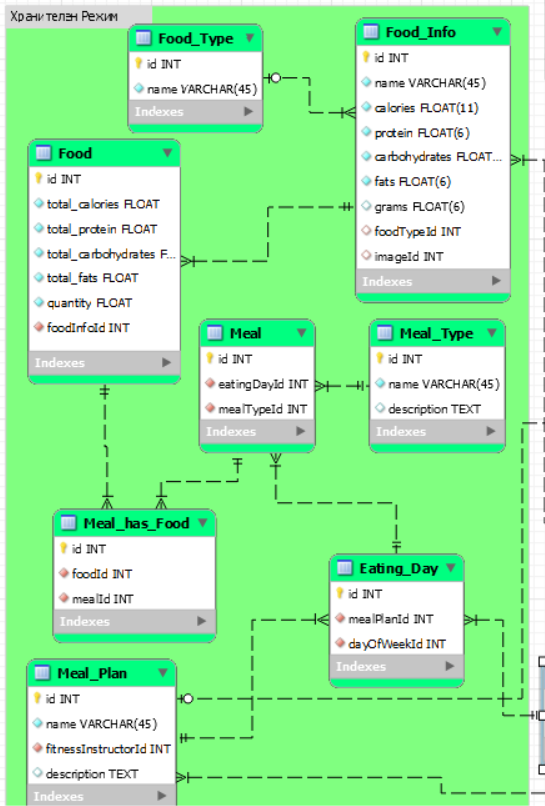 Хранителен Режим
Food_Type
id INT
name VARCHAR(45)
Indexes
Food_Info
id INT
name VARCHAR(45)
calories FLOAT(11)
protein FLOAT(6)
carbohydrates FLOAT...
fats FLOAT(6)
grams FLOAT(6)
foodTypeId INT
imageId INT
Indexes
Food
id INT
total_calories FLOAT
total_protein FLOAT
total_carbohydrates F...
total_fats FLOAT
quantity FLOAT
foodInfoId INT
Indexes
Meal
id INT
eatingDayId INT
mealTypeId INT
Indexes
Meal_Type
id INT
name VARCHAR(45)
description TEXT
Indexes
Meal_has_Food
id INT
foodId INT
mealId INT
Indexes
Eating_Day
id INT
mealPlanId INT
dayOfWeekId INT
Indexes
Meal_Plan
id INT
name VARCHAR(45)
fitnessInstructorId INT
description TEXT
Indexes